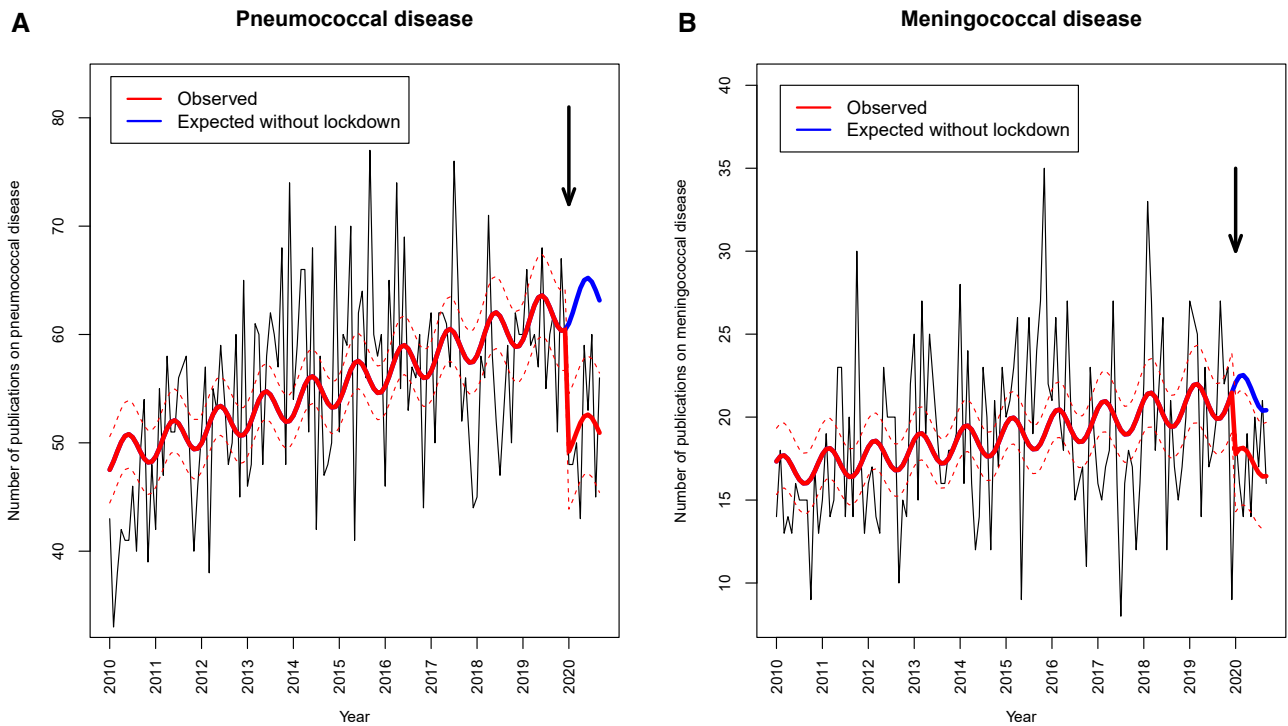 A
Pneumococcal disease
Observed
Expected without lockdown
Number of publications on pneumococcal disease
80
70
60
50
40
2010
2011
2012
2013
2014
2015
2016
2017
2018
2019
2020
Year
B
Meningococcal disease
Observed
Expected without lockdown
Number of publications on meningococcal disease
40
35
30
25
20
15
10
2010
2011
2012
2013
2014
2015
2016
2017
2018
2019
2020
Year